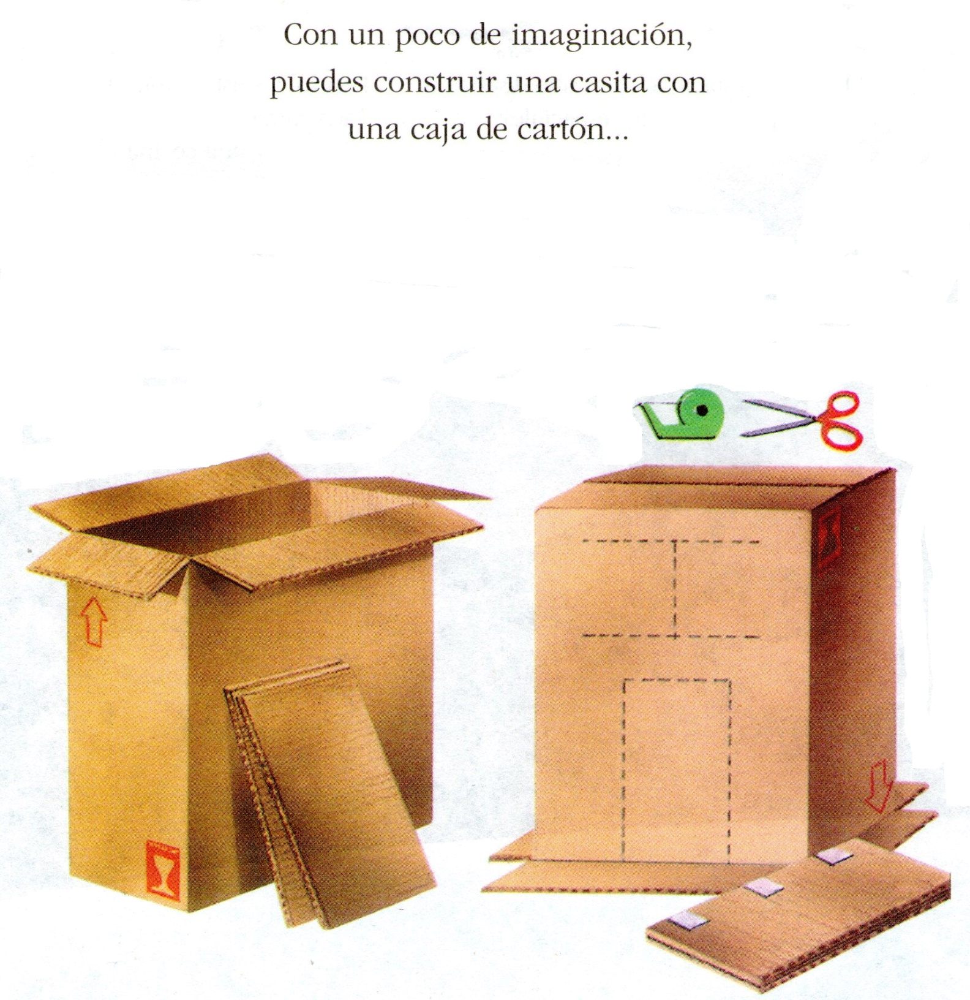 Con un poco de imaginación,
puedes construir una casita con
una caja de cartón...